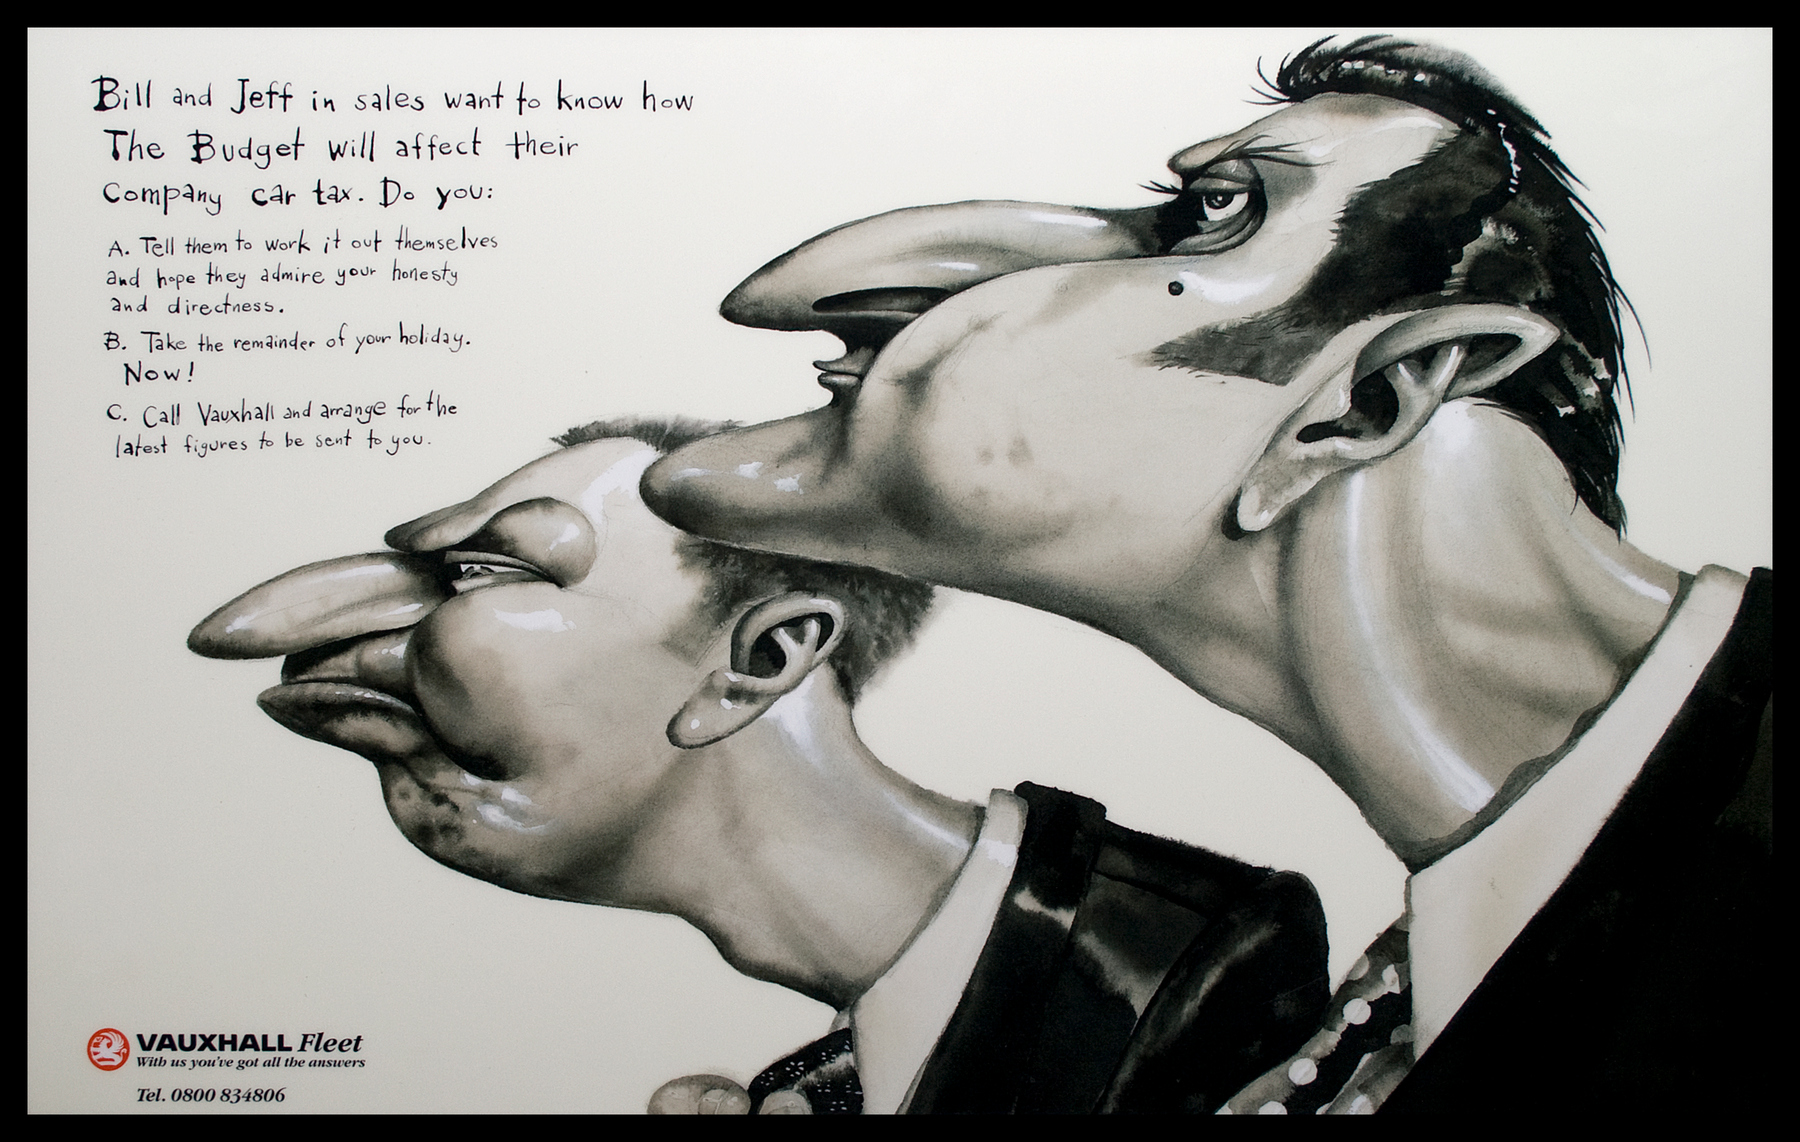 Bill and Jeff in sales want to know how
The Budget will affect their
Company car tax. Do you:
A. Tell them to work it out themselves
and hope they admire your honesty
and directness.
B. Take the remainder of your holiday.
Now!
C. Call Vauxhall and arrange for the
latest figures to be sent to you.
VAUXHALL Fleet
With us you've got all the answers
Tel. 0800 834806